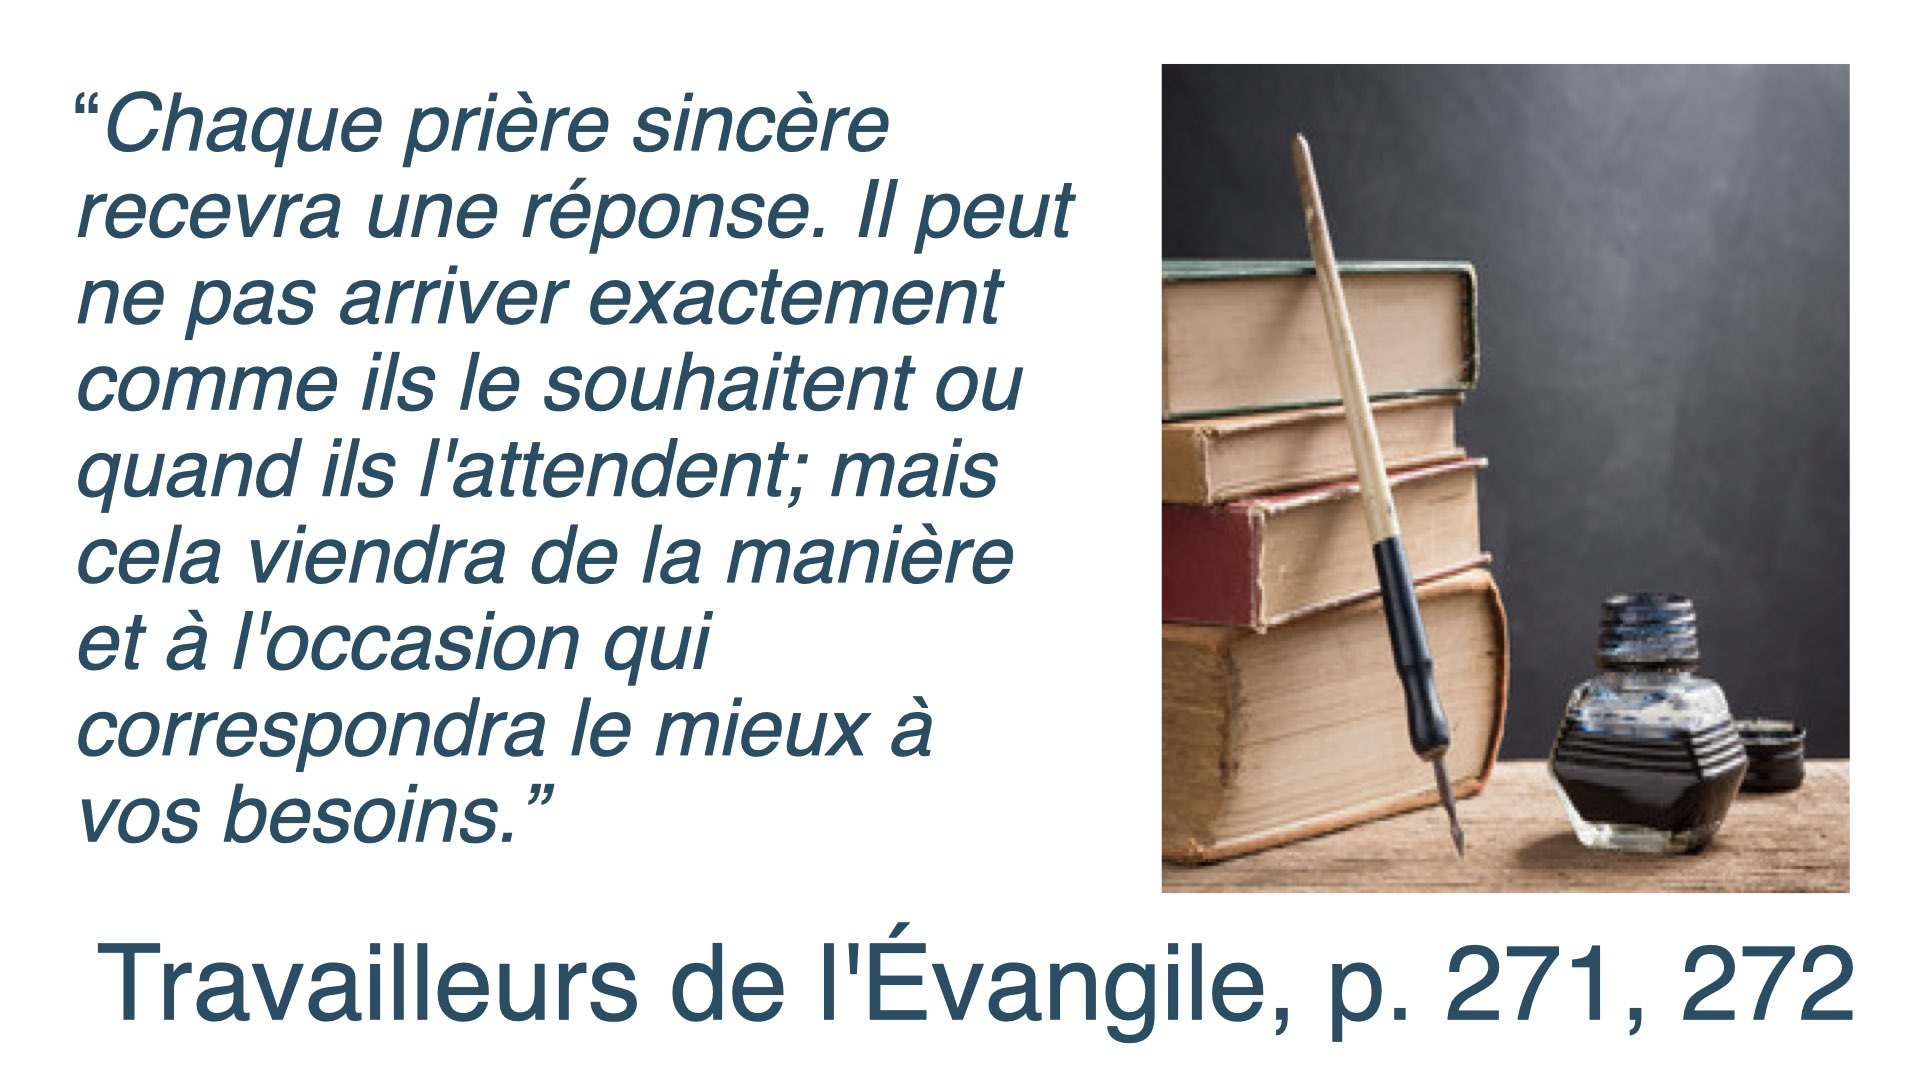 “Chaque prière sincère
recevra une réponse. Il peut
ne pas arriver exactement
comme ils le souhaitent ou
quand ils l'attendent; mais
cela viendra de la manière
et à l'occasion qui
correspondra le mieux à
vos besoins.”
Travailleurs de l'Évangile, p. 271, 272